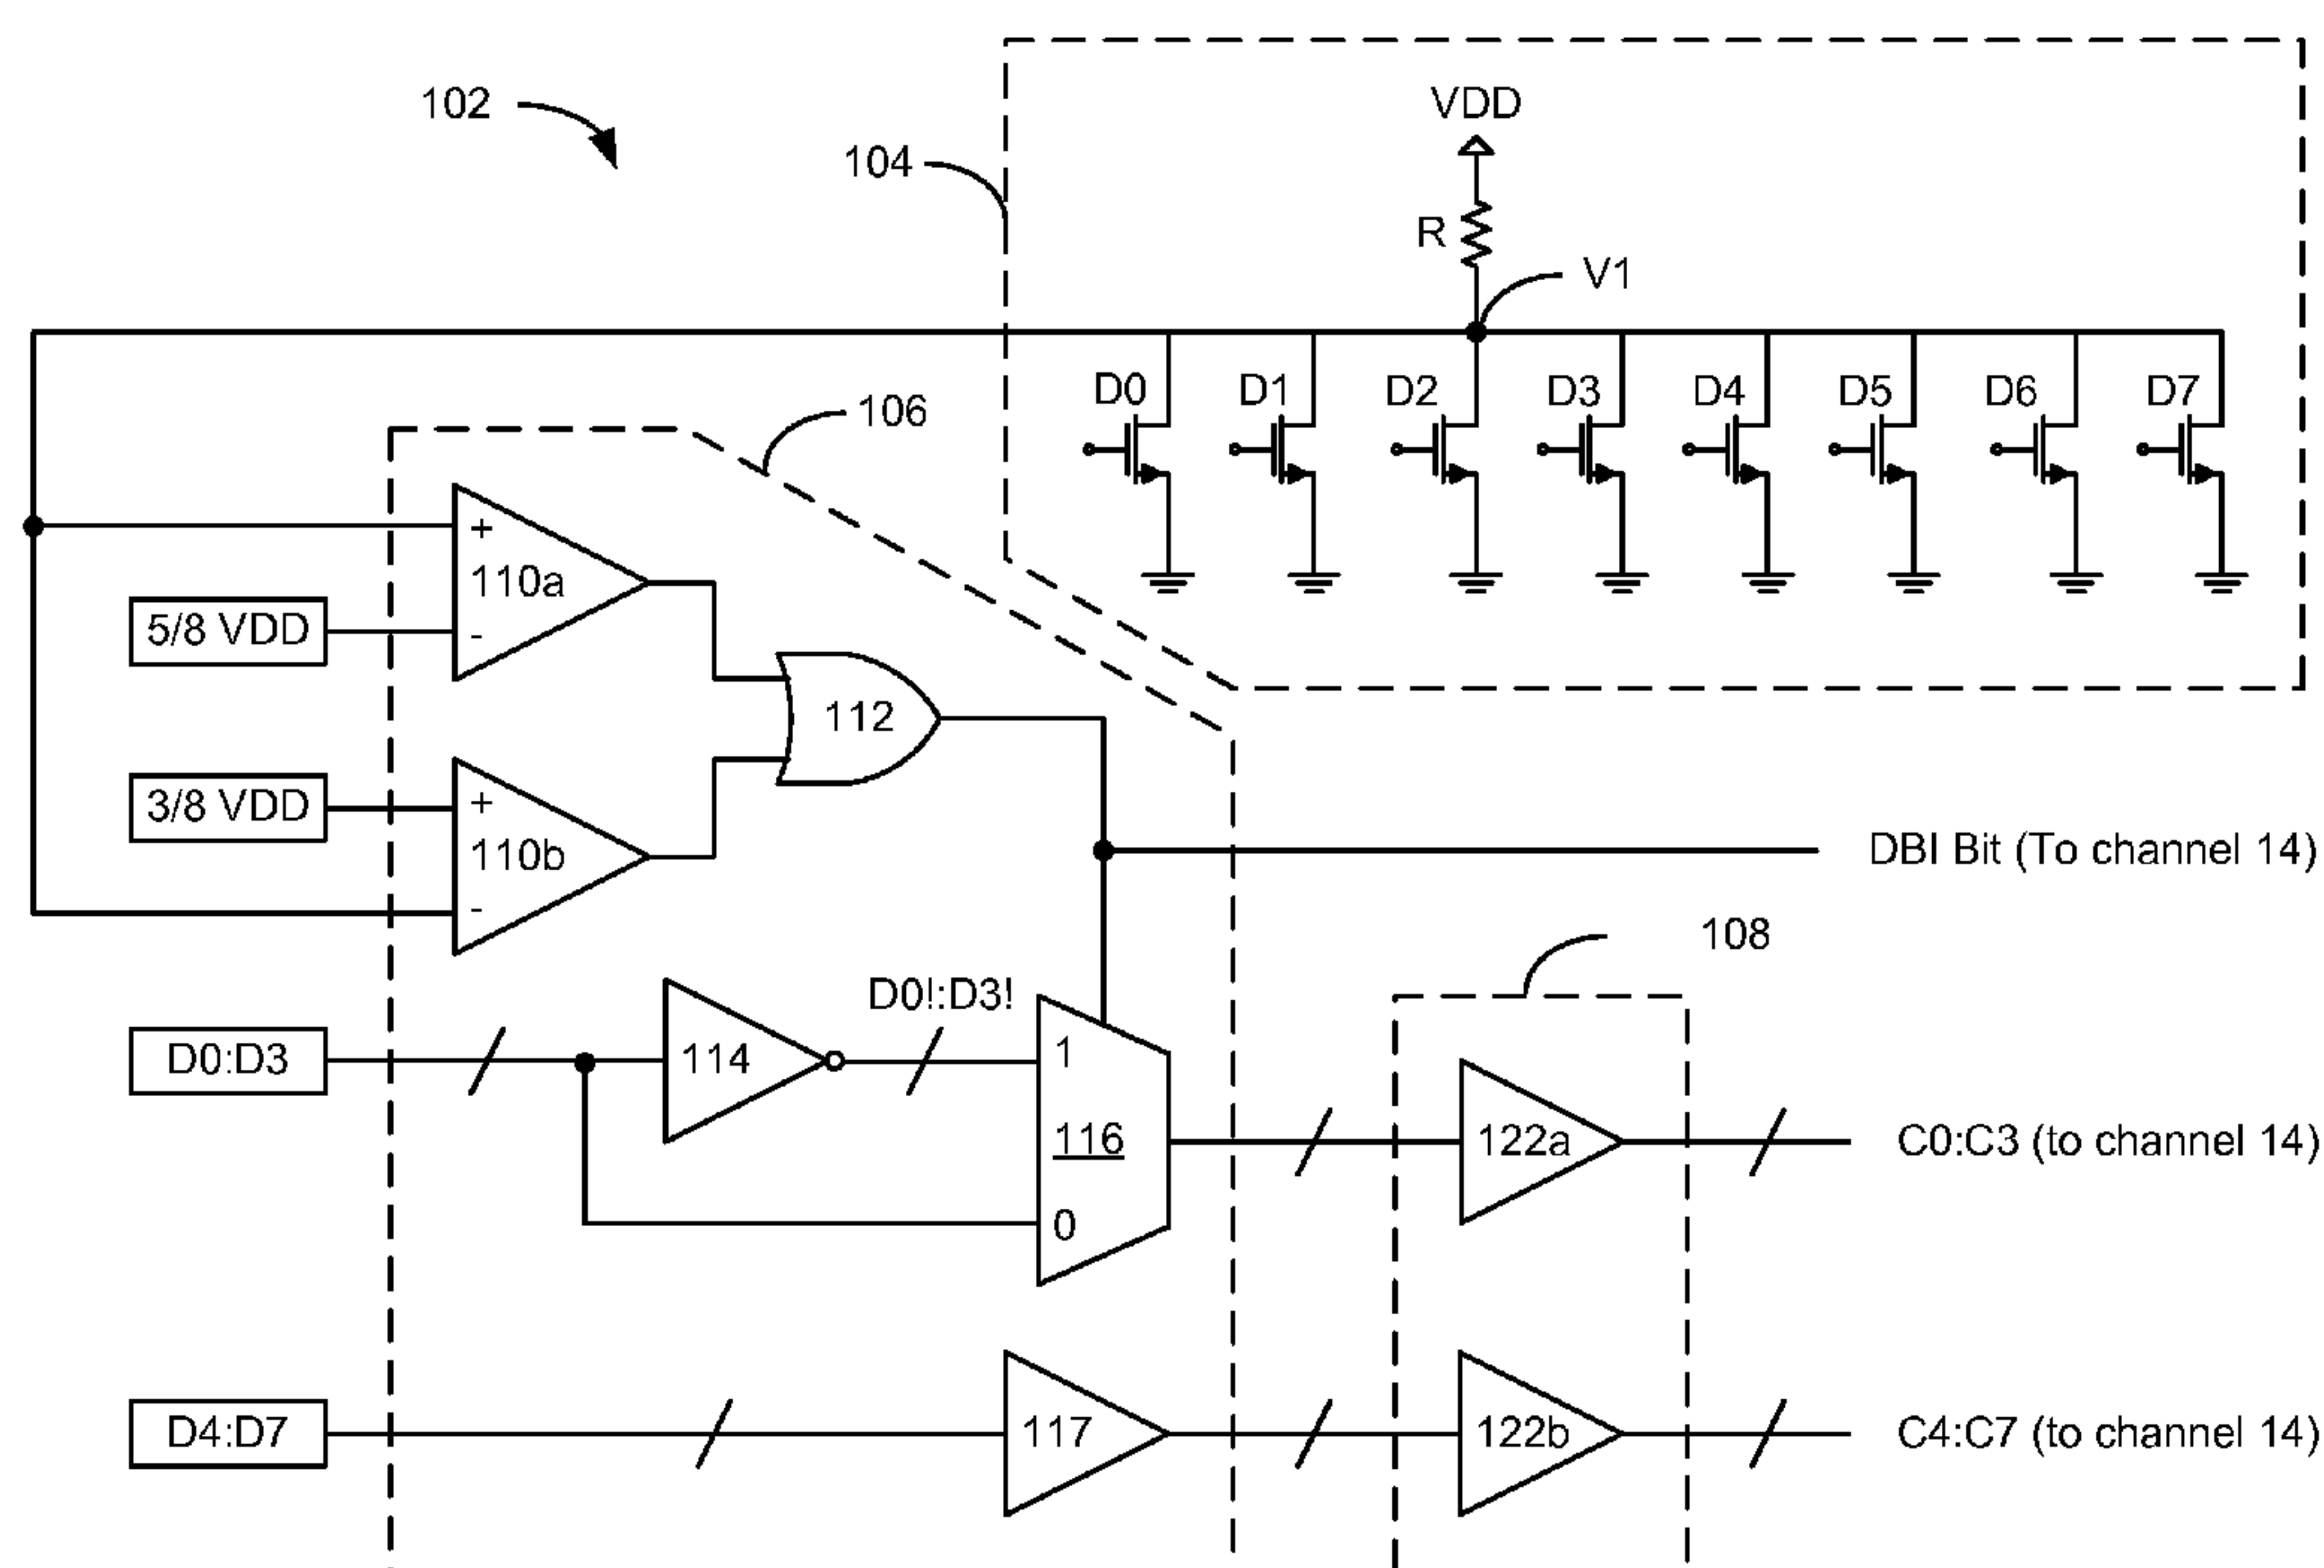 VDD
102
104
R
V1
D0 D1 D2 D3 D4 D5 D6 D7
106
+
110a
5/8 VDD
-
112
3/8 VDD
+
110b
-
DBI Bit (To channel 14)
108
D0!:D3!
D0:D3
114
1
116
0
122a
C0:C3 (to channel 14)
D4:D7
117
122b
C4:C7 (to channel 14)